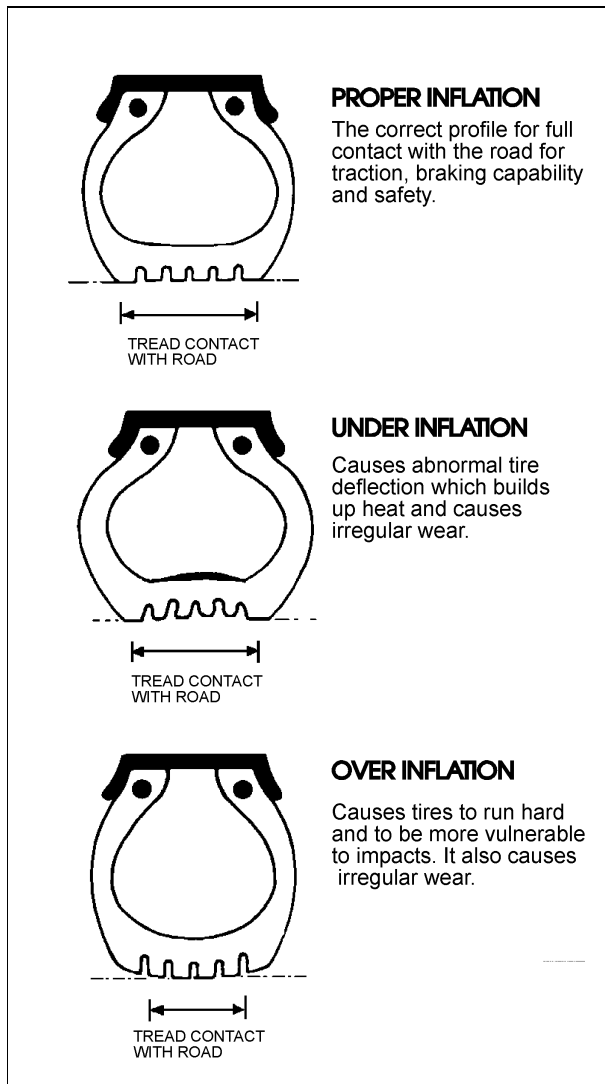 PROPER INFLATION
The correct profile for full
contact with the road for
traction, braking capability
and safety.
TREAD CONTACT
WITH ROAD
UNDER INFLATION
Causes abnormal tire
deflection which builds
up heat and causes
irregular wear.
TREAD CONTACT
WITH ROAD
OVER INFLATION
Causes tires to run hard
and to be more vulnerable
to impacts. It also causes
irregular wear.
TREAD CONTACT
WITH ROAD